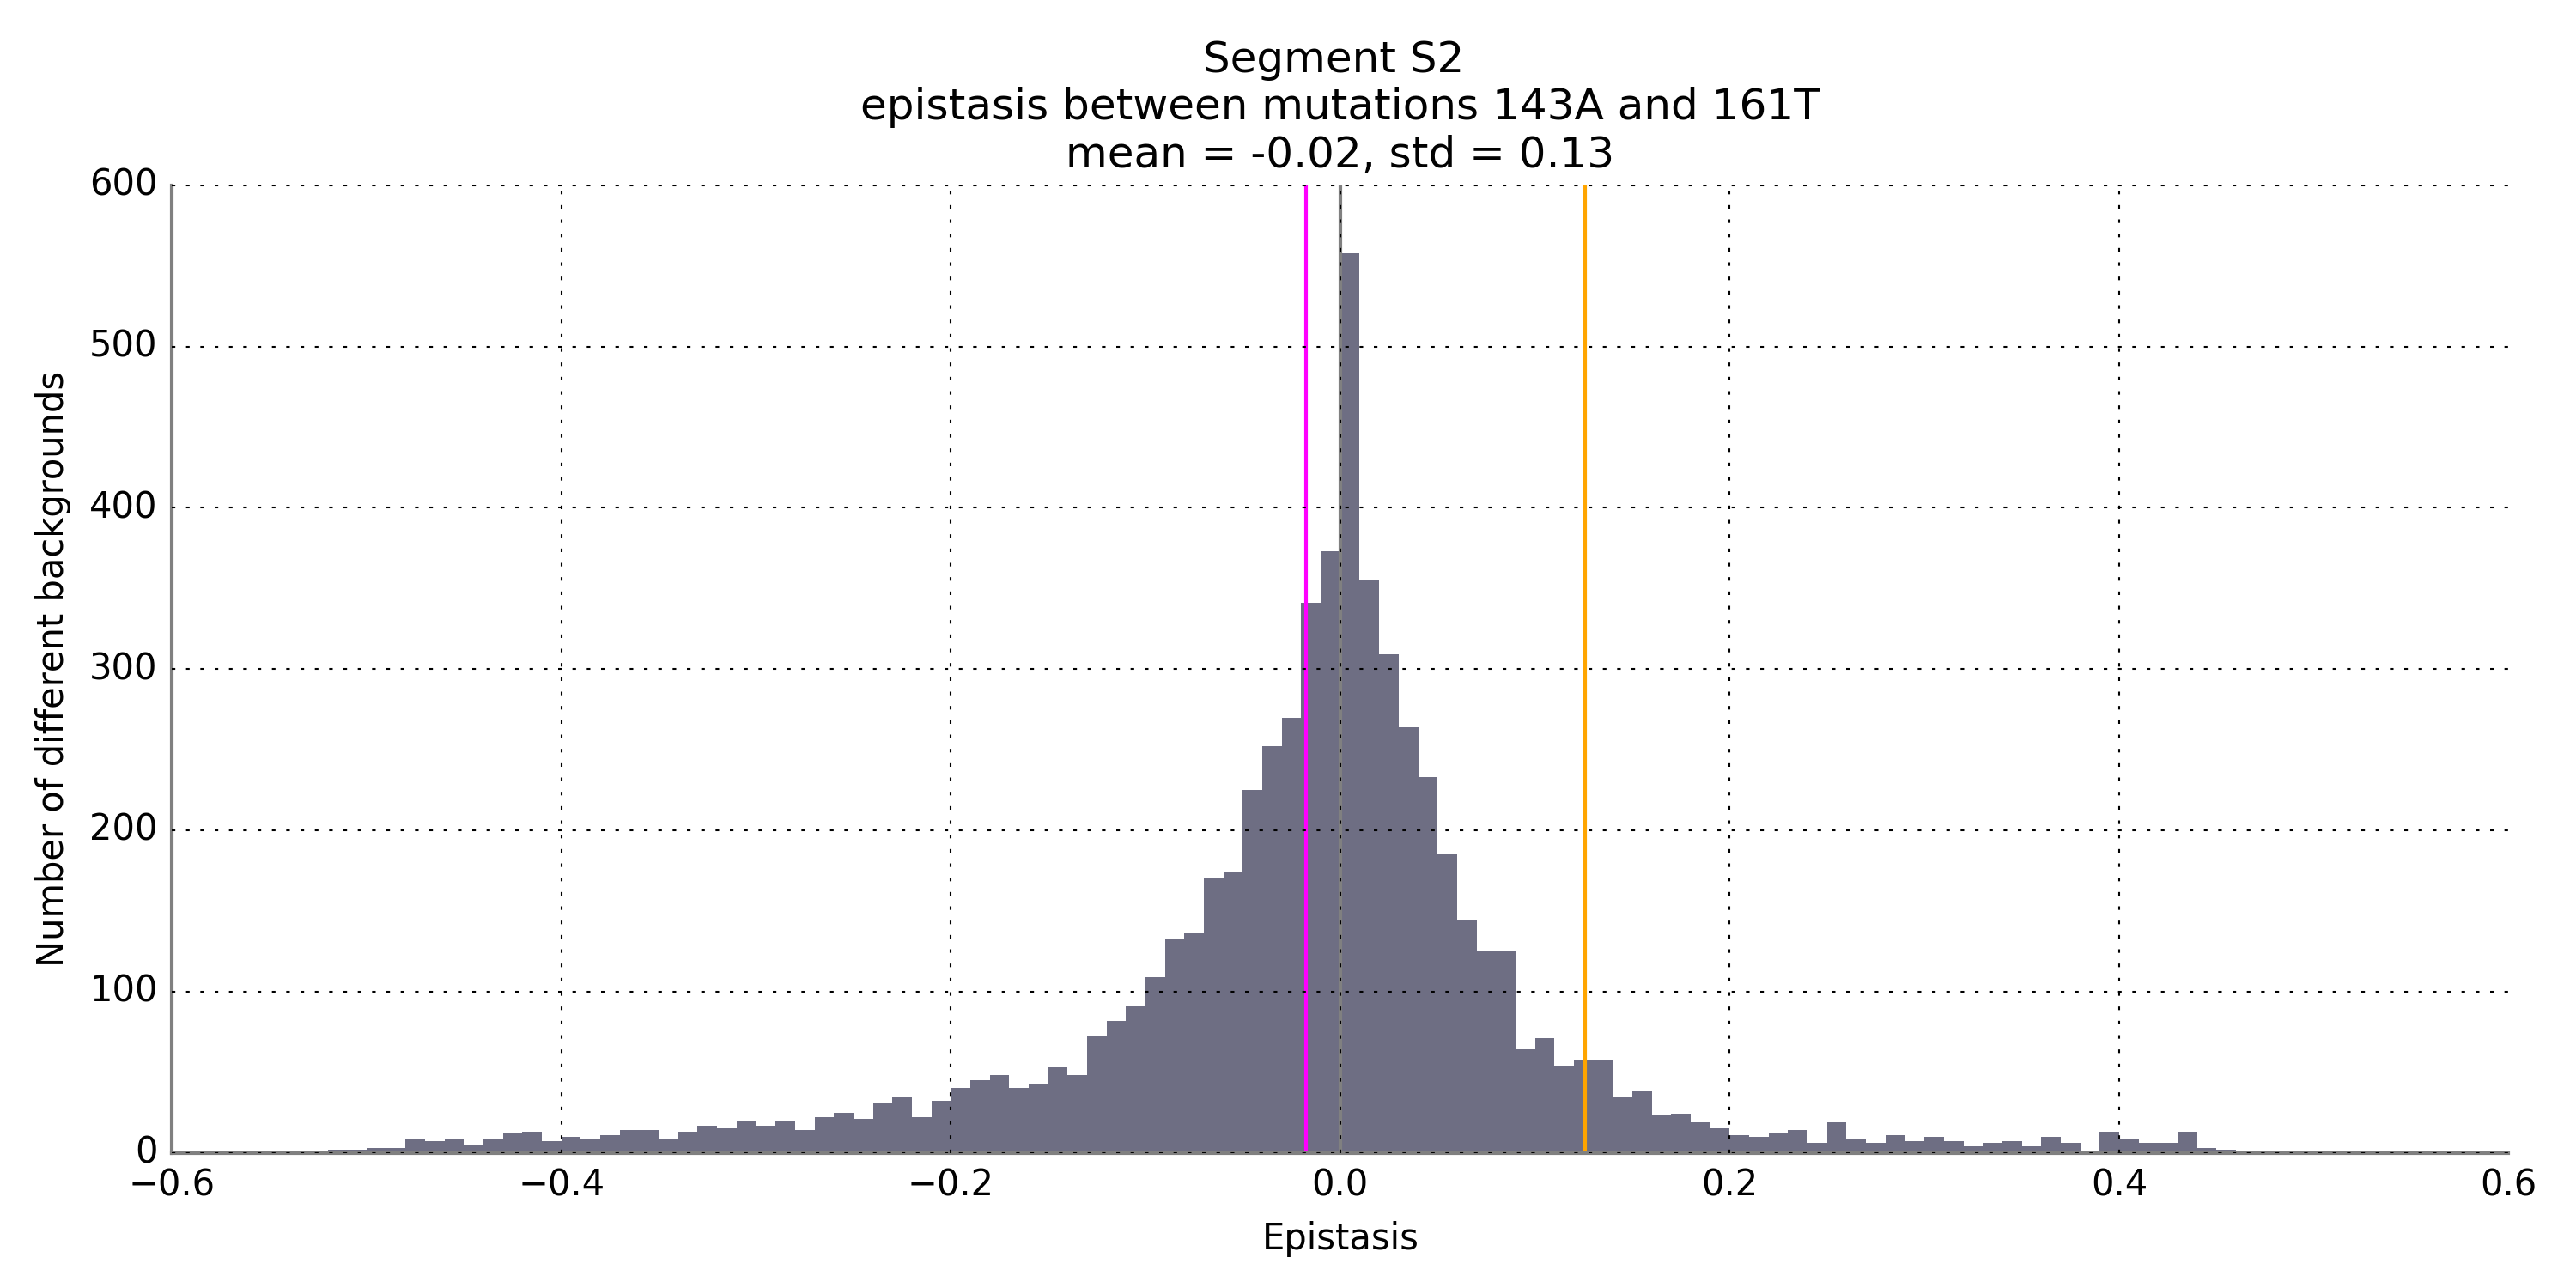 Segment S2
epistasis between mutations 143A and 161T
mean = -0.02, std = 0.13
600
500
400
300
200
100
0
Number of different backgrounds
−0.6 −0.4 −0.2 0.0 0.2 0.4 0.6
Epistasis